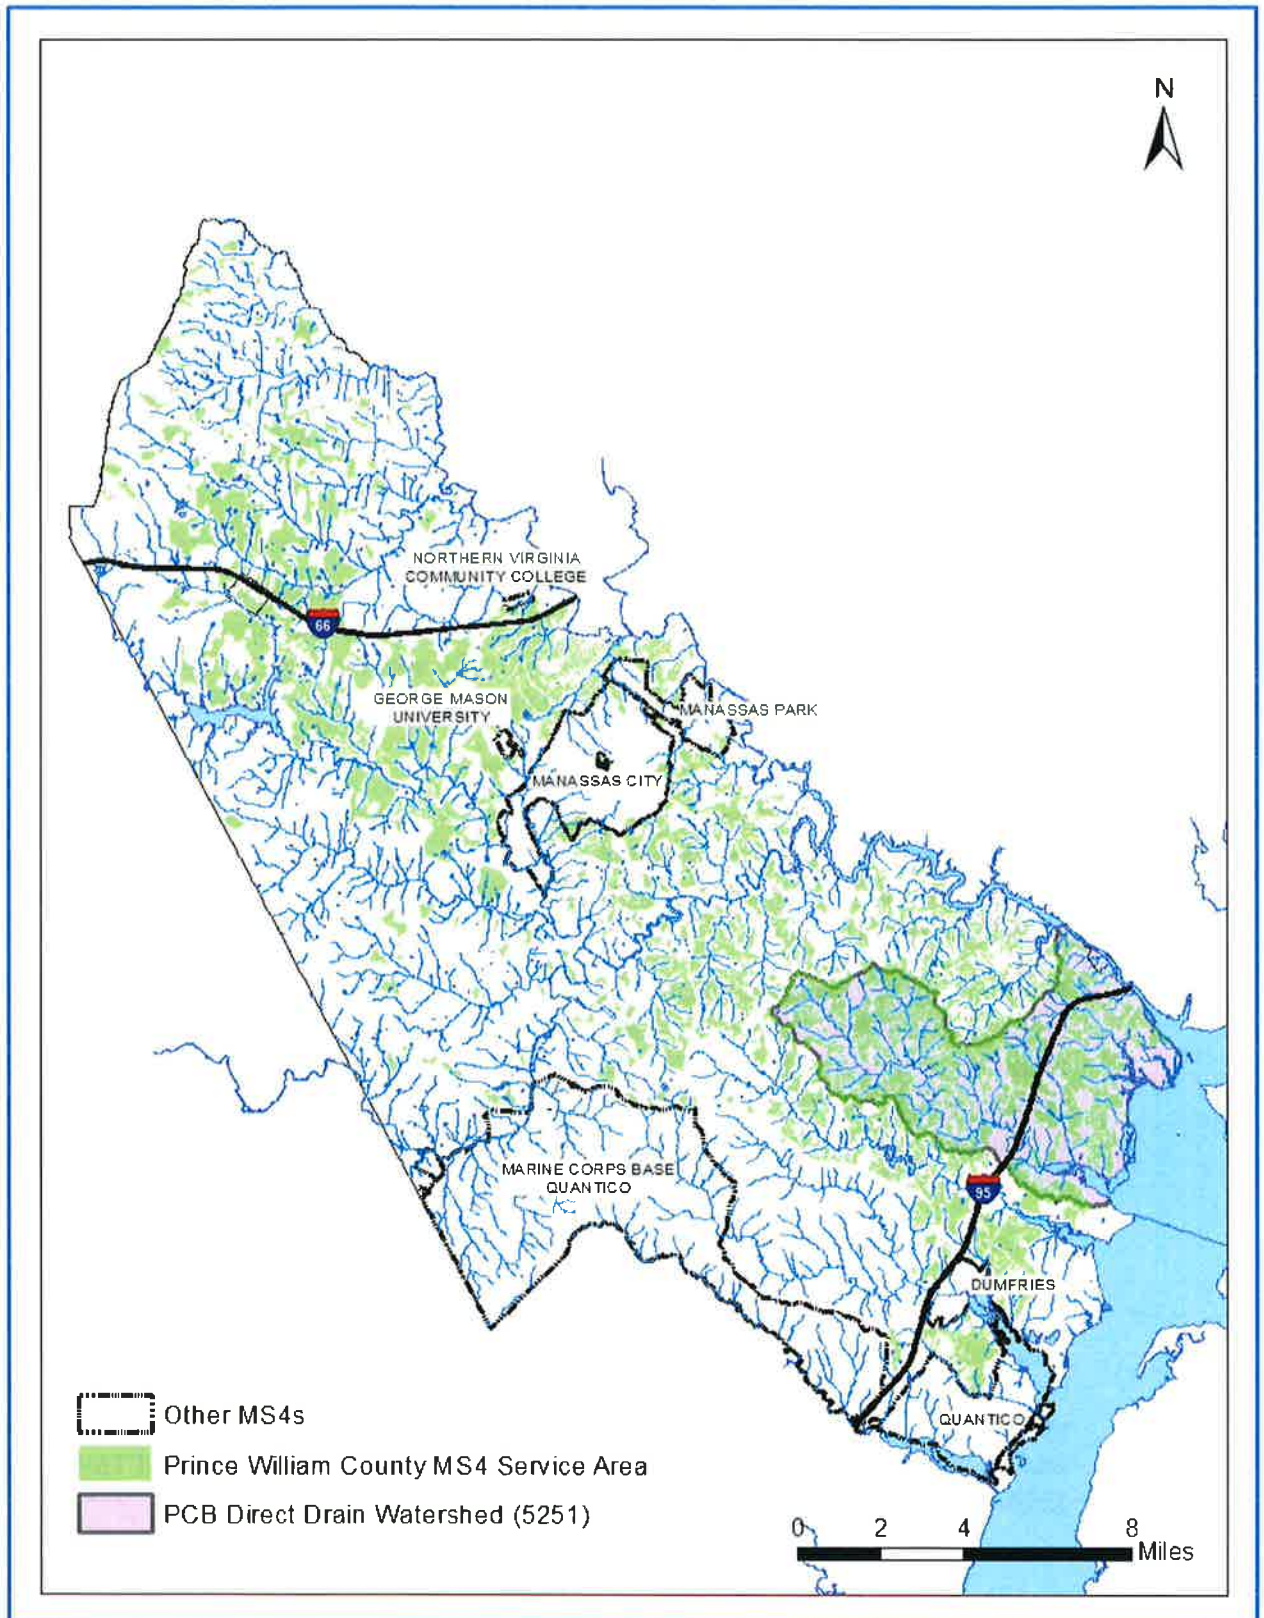 N
NORTHERN VIRGINIA
COMMUNITY COLLEGE
66
GEORGE MASON
UNIVERSITY
MANASSAS PARK
MANASSAS CITY
MARINE CORPS BASE
QUANTICO
95
DUMFRIES
QUANTICO
Other MS4s
Prince William County MS4 Service Area
PCB Direct Drain Watershed (5251)
0 2 4 8
Miles